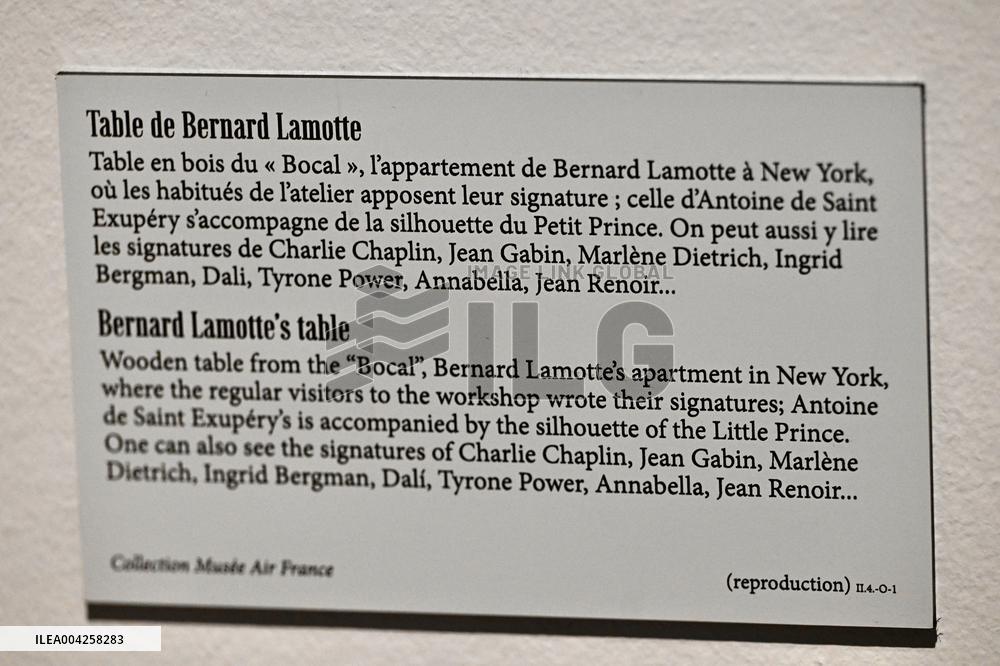 Table de Bernard Lamotte
Table en bois du « Bocal », l'appartement de Bernard Lamotte à New York,
où les habitués de l'atelier apposent leur signature ; celle d'Antoine de Saint
Exupéry s'accompagne de la silhouette du Petit Prince. On peut aussi y lire
les signatures de Charlie Chaplin, Jean Gabin, Marlène Dietrich, Ingrid
Bergman, Dali, Tyrone Power, Annabella, Jean Renoir...
IMAGE LINK GLOBAL
ILG
Bernard Lamotte's table
Wooden table from the “Bocal”, Bernard Lamotte's apartment in New York,
where the regular visitors to the workshop wrote their signatures; Antoine
de Saint Exupéry's is accompanied by the silhouette of the Little Prince.
One can also see the signatures of Charlie Chaplin, Jean Gabin, Marlène
Dietrich, Ingrid Bergman, Dalí, Tyrone Power, Annabella, Jean Renoir...
Collection Musée Air France
(reproduction) II.4.-O-1
ILEA004258283